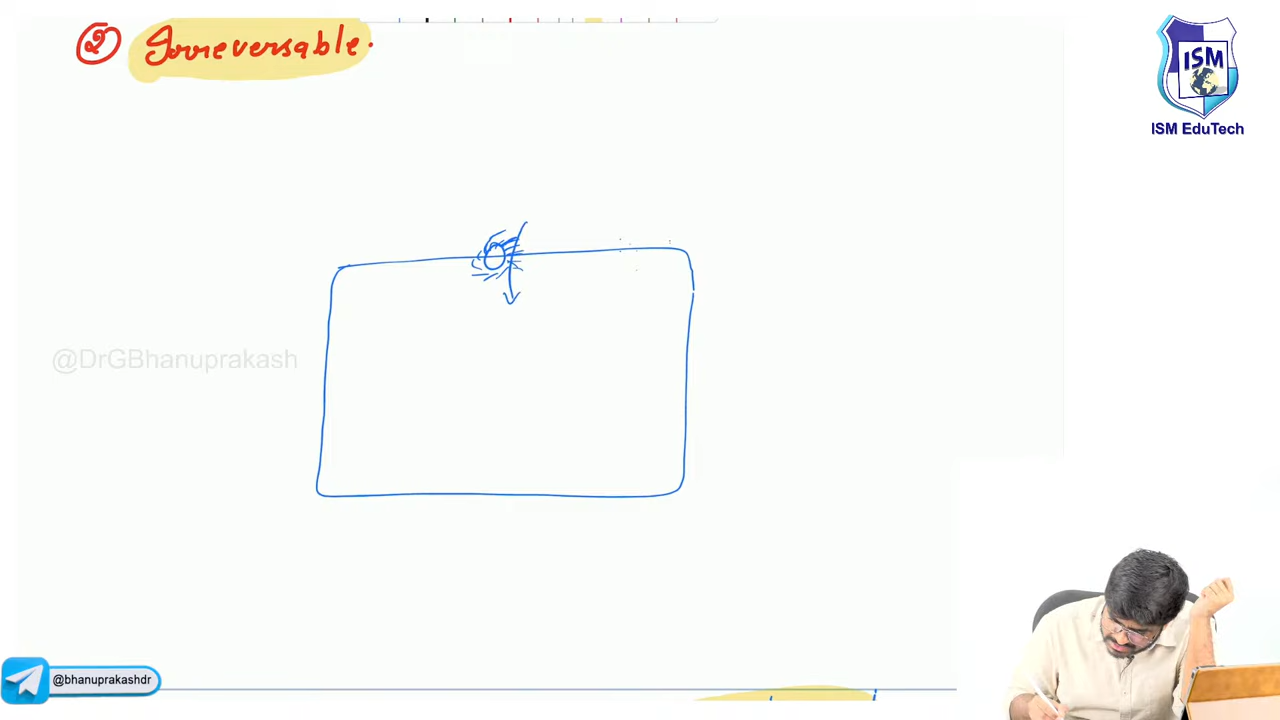 ② Irreversable.
ISM
ISM EduTech
@DrGBhanuprakash
@bhanuprakashdr